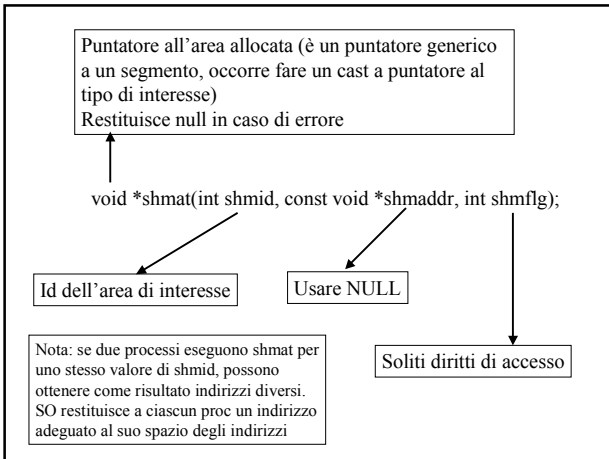 Puntatore all'area allocata (è un puntatore generico
a un segmento, occorre fare un cast a puntatore al
tipo di interesse)
Restituisce null in caso di errore
void *shmat(int shmid, const void *shmaddr, int shmflg);
Id dell'area di interesse
Usare NULL
Soliti diritti di accesso
Nota: se due processi eseguono shmat per
uno stesso valore di shmid, possono
ottenere come risultato indirizzi diversi.
SO restituisce a ciascun proc un indirizzo
adeguato al suo spazio degli indirizzi